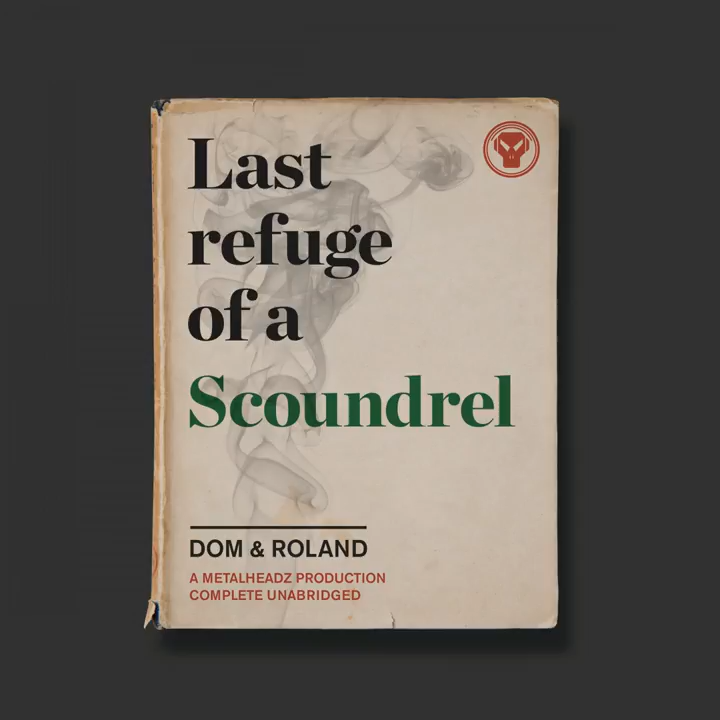 Last
refuge
of a
Scoundrel
DOM & ROLAND
A METALHEADZ PRODUCTION
COMPLETE UNABRIDGED